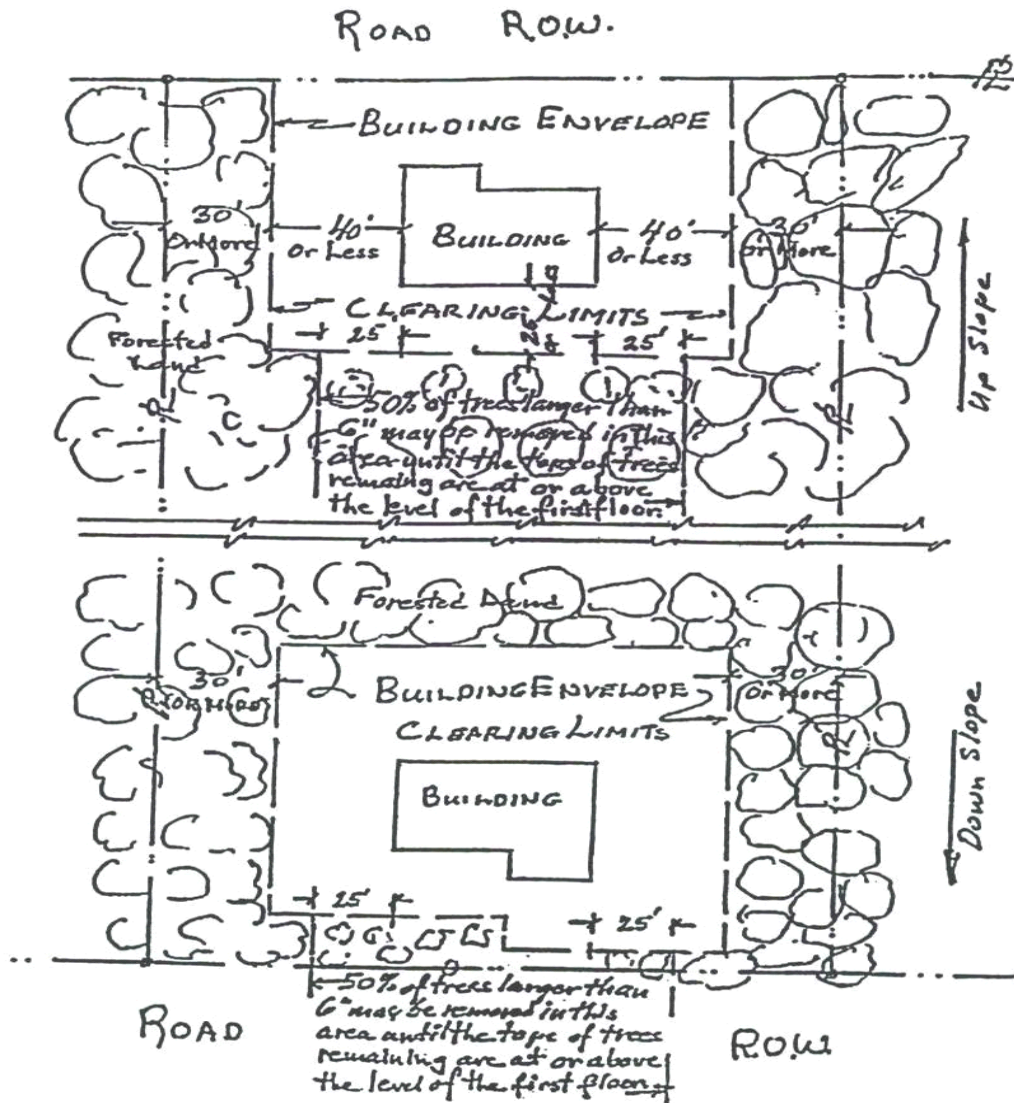 ROAD R.O.W.
BUILDING ENVELOPE
30'
Or More
40'
Or Less
BUILDING
40'
Or Less
30'
Or More
CLEARING LIMITS
25'
25'
Forested
Land
Up Slope
50% of trees larger than
6" may be removed in this
area until the tops of trees
remaining are at or above
the level of the first floor.
Forested Land
30'
Or More
BUILDING ENVELOPE
CLEARING LIMITS
30'
Or More
BUILDING
Down Slope
25'
25'
50% of trees larger than
6" may be removed in this
area until the tops of trees
remaining are at or above
the level of the first floor.
ROAD R.O.W.